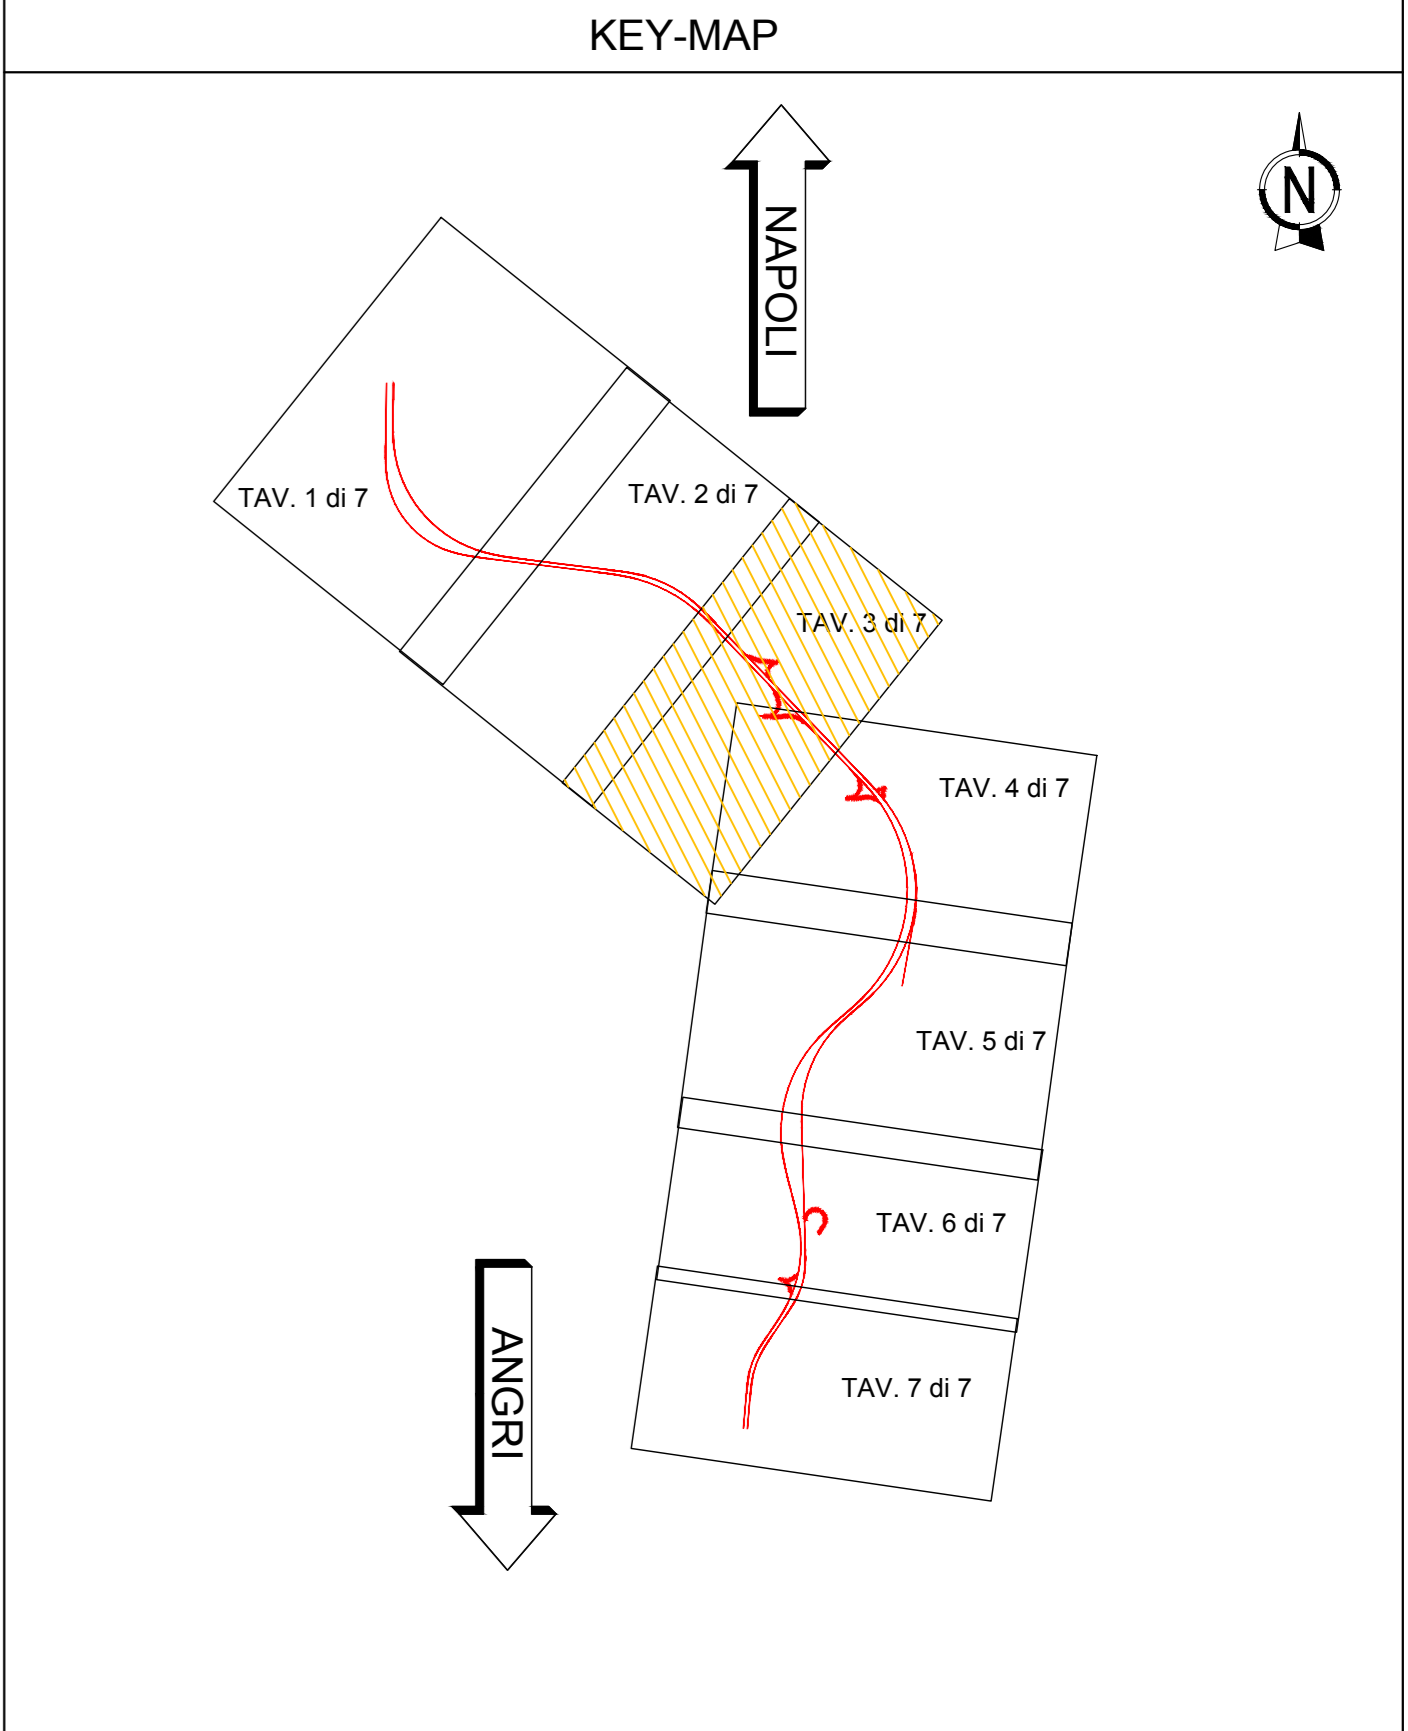 KEY-MAP
NAPOLI
N
TAV. 1 di 7
TAV. 2 di 7
TAV. 3 di 7
TAV. 4 di 7
TAV. 5 di 7
TAV. 6 di 7
ANGRI
TAV. 7 di 7